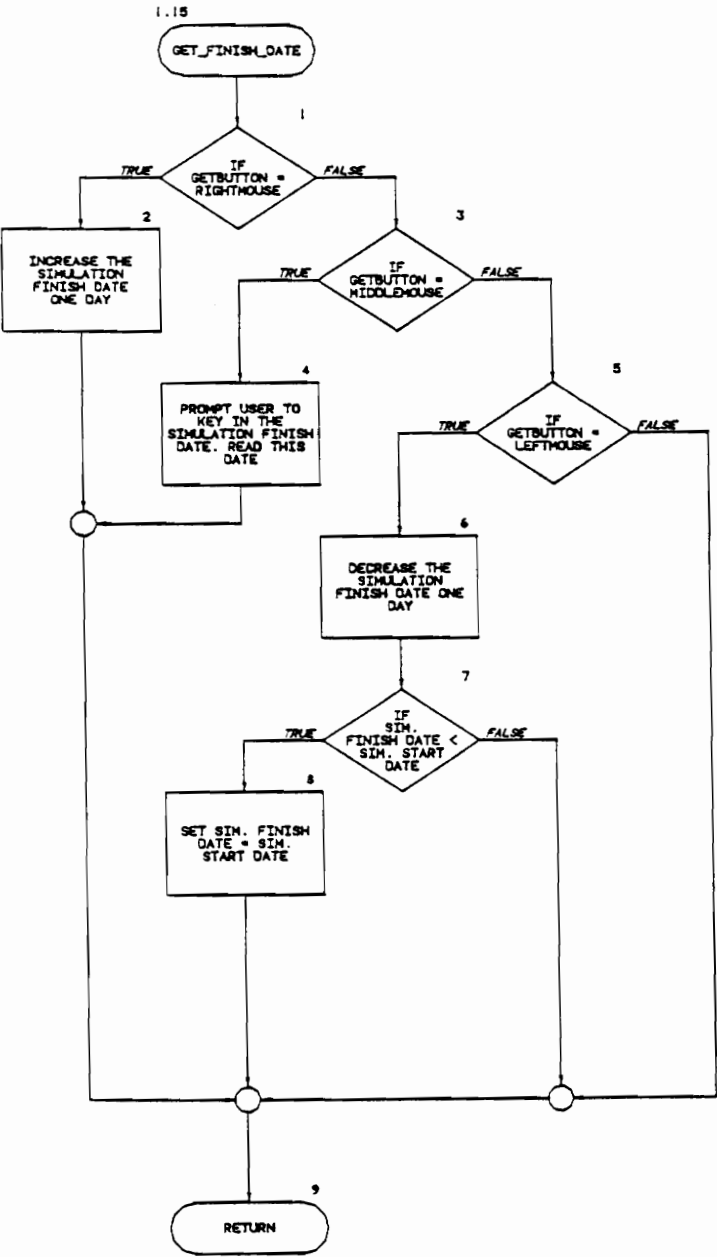 1.15
GET_FINISH_DATE
1
IF
GETBUTTON =
RIGHTMOUSE
TRUE
FALSE
2
INCREASE THE
SIMULATION
FINISH DATE
ONE DAY
3
IF
GETBUTTON =
MIDDLEMOUSE
TRUE
FALSE
4
PROMPT USER TO
KEY IN THE
SIMULATION FINISH
DATE. READ THIS
DATE
5
IF
GETBUTTON =
LEFTMOUSE
TRUE
FALSE
6
DECREASE THE
SIMULATION
FINISH DATE ONE
DAY
7
IF
SIM.
FINISH DATE <
SIM. START
DATE
TRUE
FALSE
8
SET SIM. FINISH
DATE = SIM.
START DATE
9
RETURN